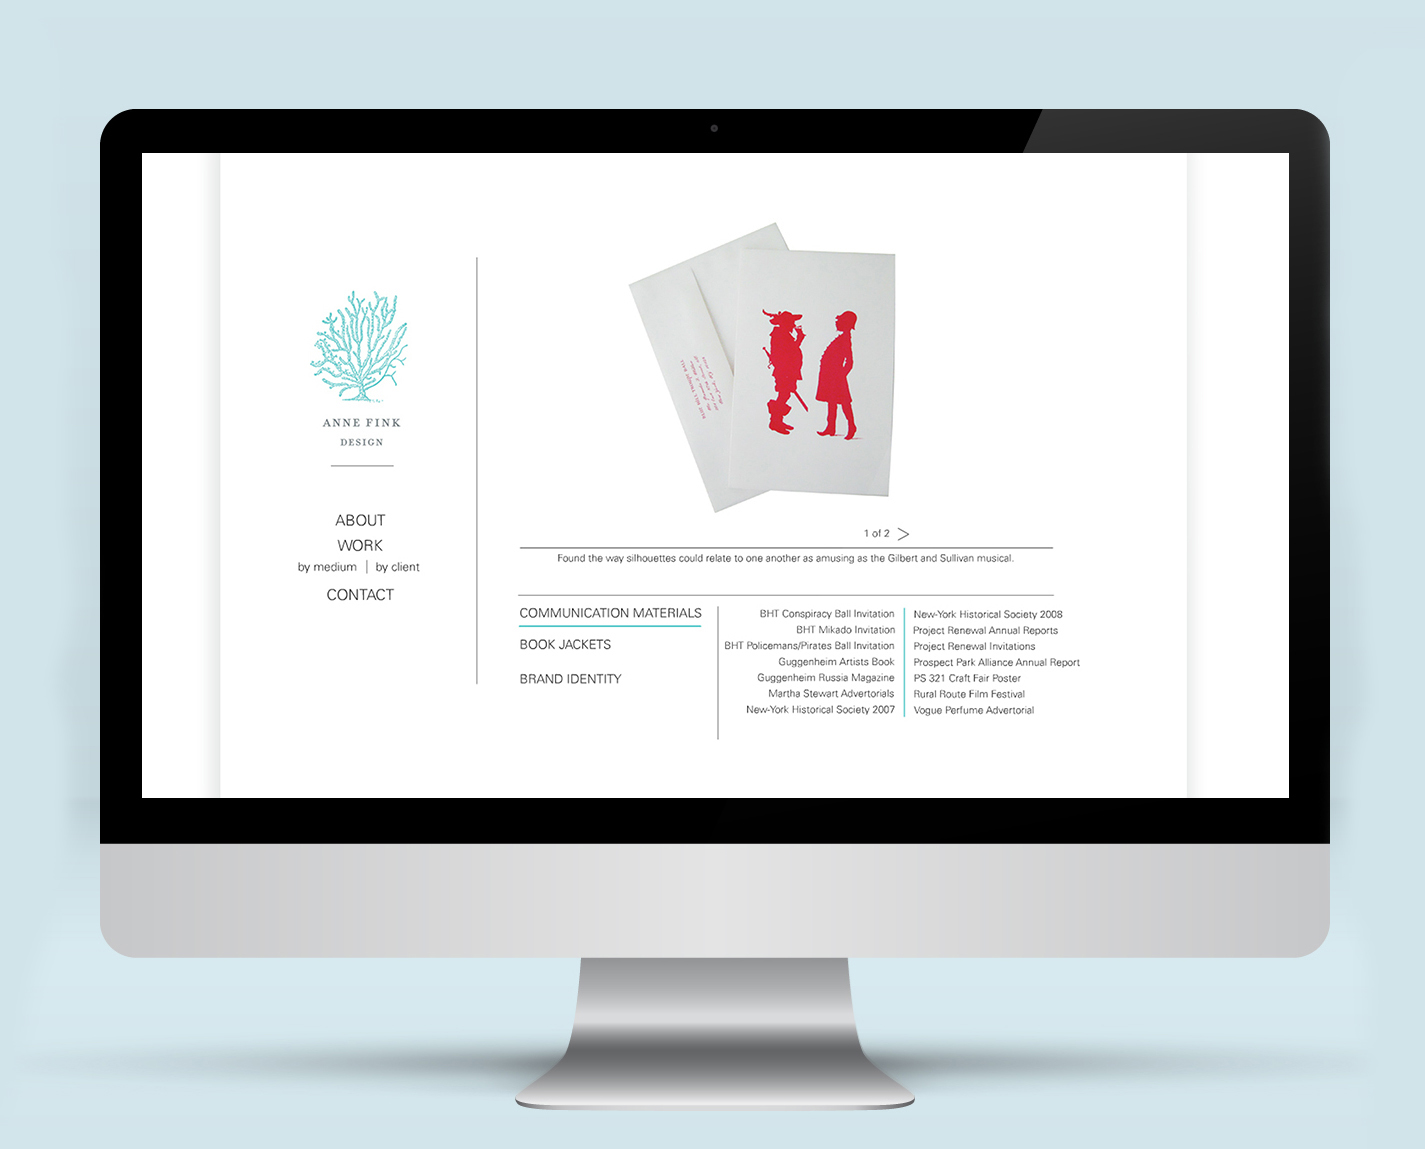 ANNE FINK
DESIGN
ABOUT
WORK
by medium | by client
CONTACT
1 of 2 >
Found the way silhouettes could relate to one another as amusing as the Gilbert and Sullivan musical.
COMMUNICATION MATERIALS
BOOK JACKETS
BRAND IDENTITY
BHT Conspiracy Ball Invitation
BHT Mikado Invitation
BHT Policemans/Pirates Ball Invitation
Guggenheim Artists Book
Guggenheim Russia Magazine
Martha Stewart Advertorials
New-York Historical Society 2007
New-York Historical Society 2008
Project Renewal Annual Reports
Project Renewal Invitations
Prospect Park Alliance Annual Report
PS 321 Craft Fair Poster
Rural Route Film Festival
Vogue Perfume Advertorial